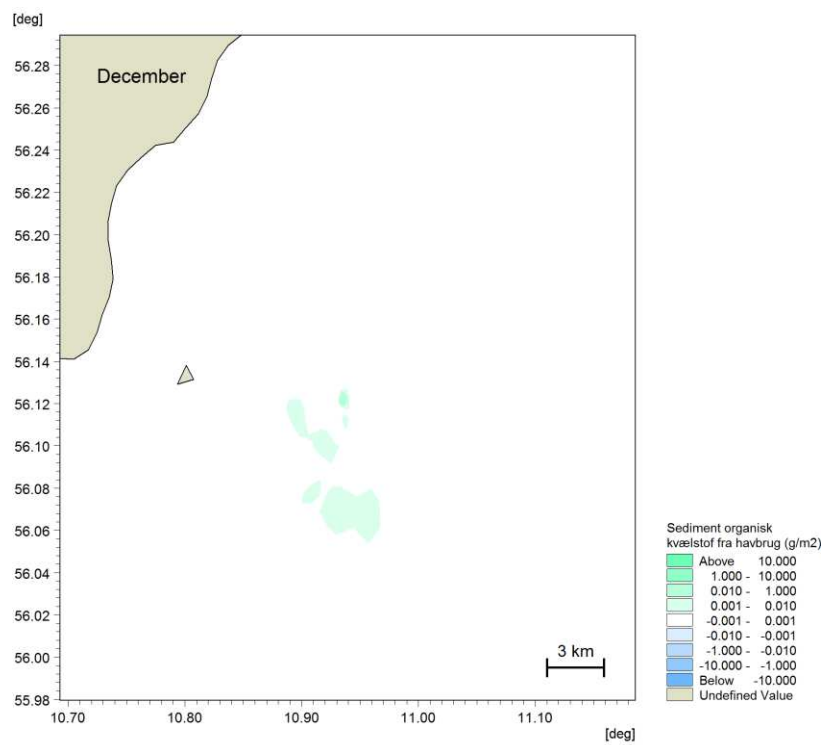 [deg]
56.28
December
56.26
56.24
56.22
56.20
56.18
56.16
56.14
56.12
56.10
56.08
56.06
56.04
56.02
56.00
55.98
3 km
10.70 10.80 10.90 11.00 11.10
[deg]
Sediment organisk
kvælstof fra havbrug (g/m2)
Above 10.000
1.000 - 10.000
0.010 - 1.000
0.001 - 0.010
-0.001 - 0.001
-0.010 - -0.001
-1.000 - -0.010
-10.000 - -1.000
Below -10.000
Undefined Value